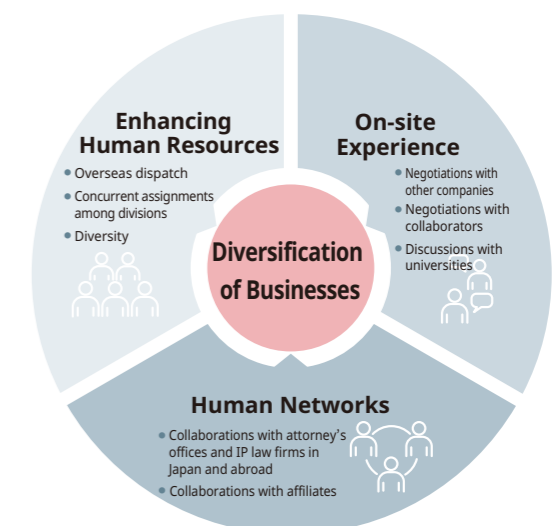 Enhancing
Human Resources
• Overseas dispatch
• Concurrent assignments
among divisions
• Diversity
On-site
Experience
• Negotiations with
other companies
• Negotiations with
collaborators
• Discussions with
universities
Diversification
of Businesses
Human Networks
• Collaborations with attorney's
offices and IP law firms in
Japan and abroad
• Collaborations with affiliates